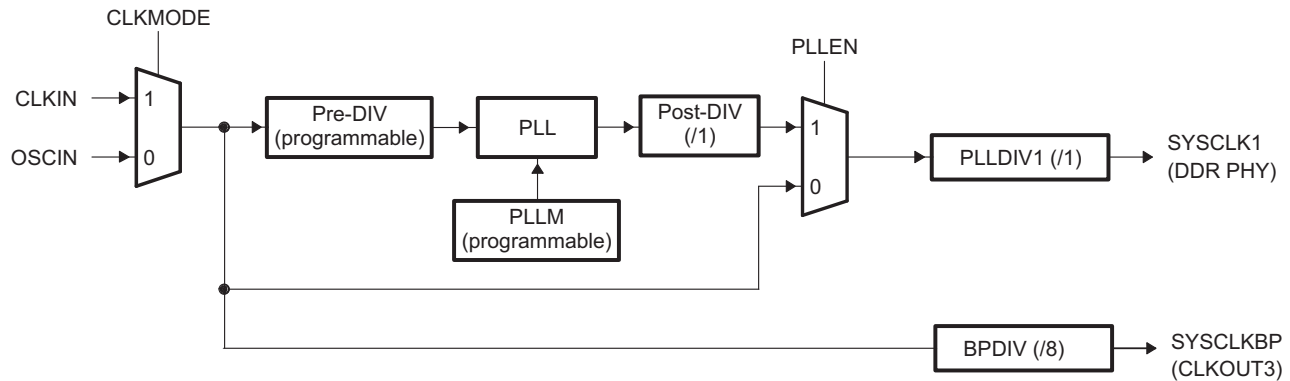 CLKMODE
PLLEN
CLKIN
1
OSCIN
0
Pre-DIV
(programmable)
PLL
Post-DIV
(/1)
1
0
PLLDIV1 (/1)
SYSCLK1
(DDR PHY)
PLLM
(programmable)
BPDIV (/8)
SYSCLKBP
(CLKOUT3)